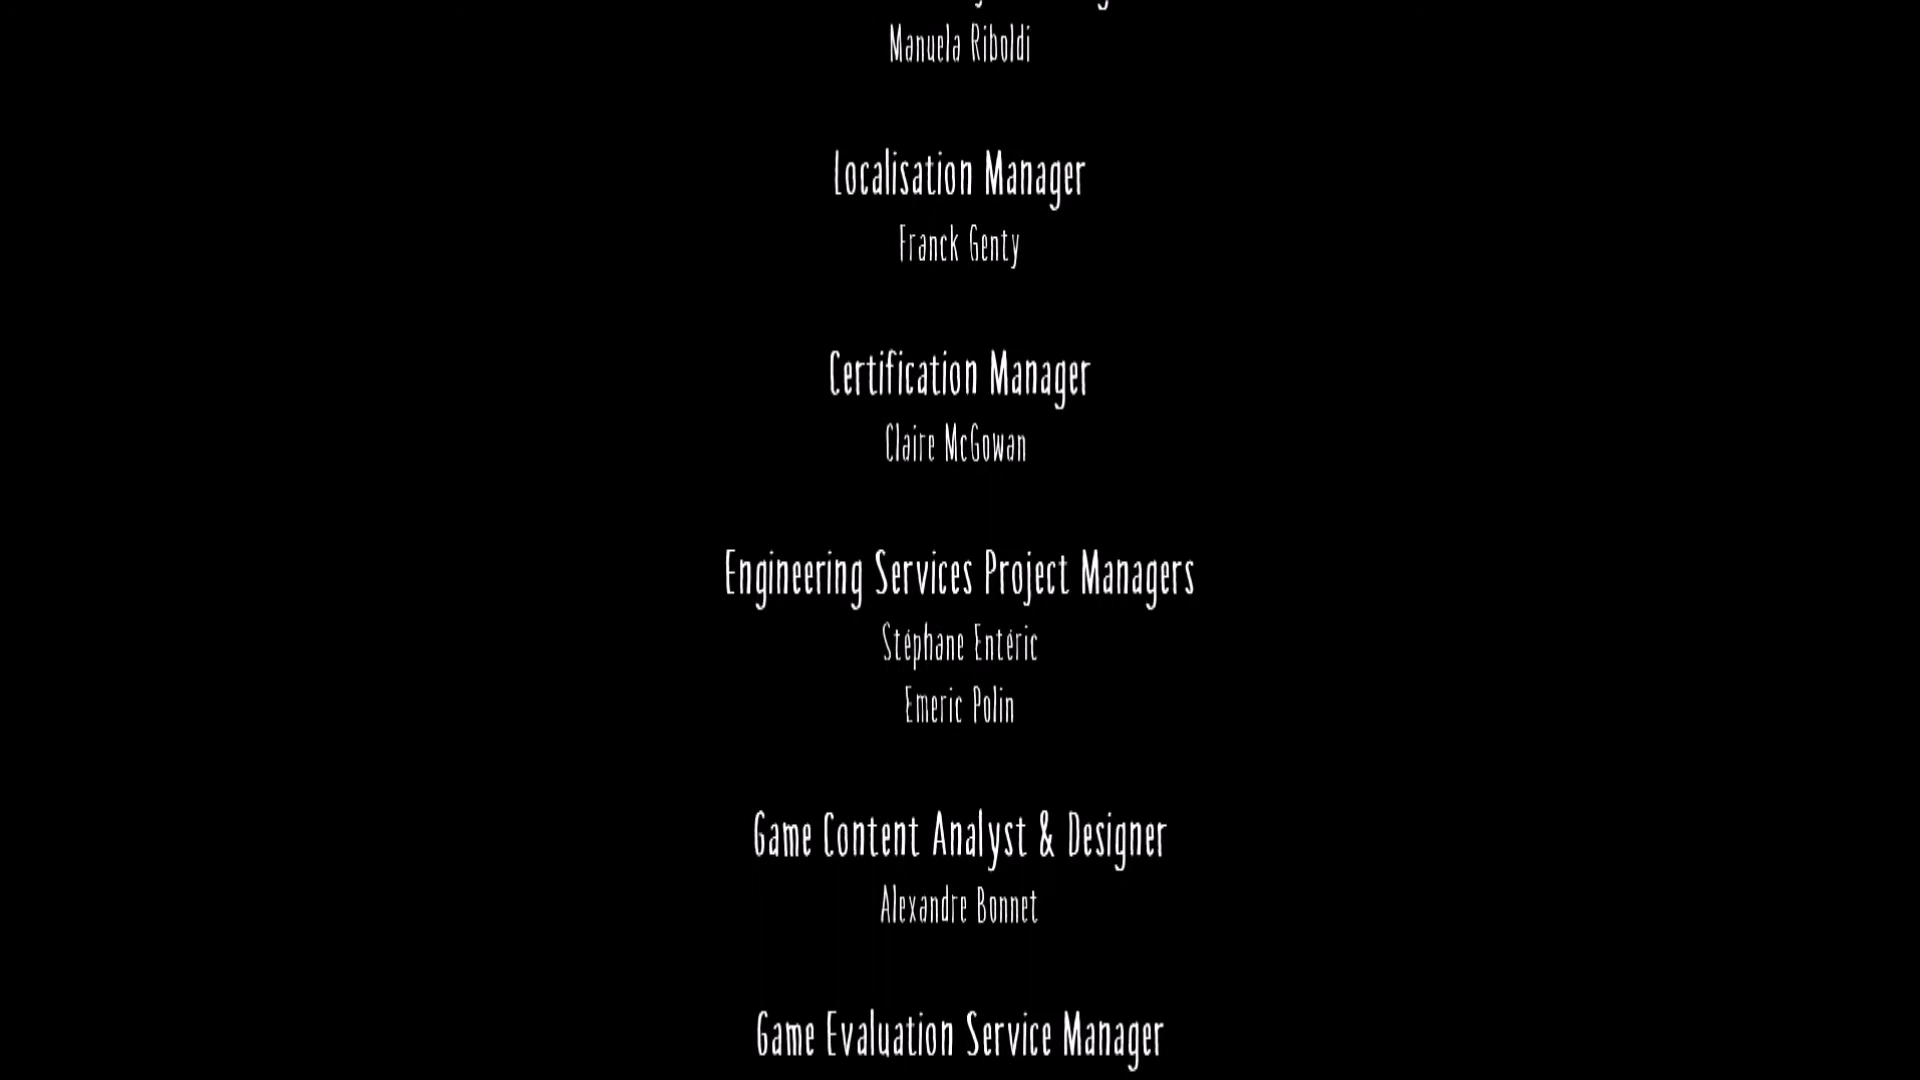 Manuela Riboldi
Localisation Manager
Franck Genty
Certification Manager
Claire McGowan
Engineering Services Project Managers
Stéphane Entéric
Emeric Polin
Game Content Analyst & Designer
Alexandre Bonnet
Game Evaluation Service Manager